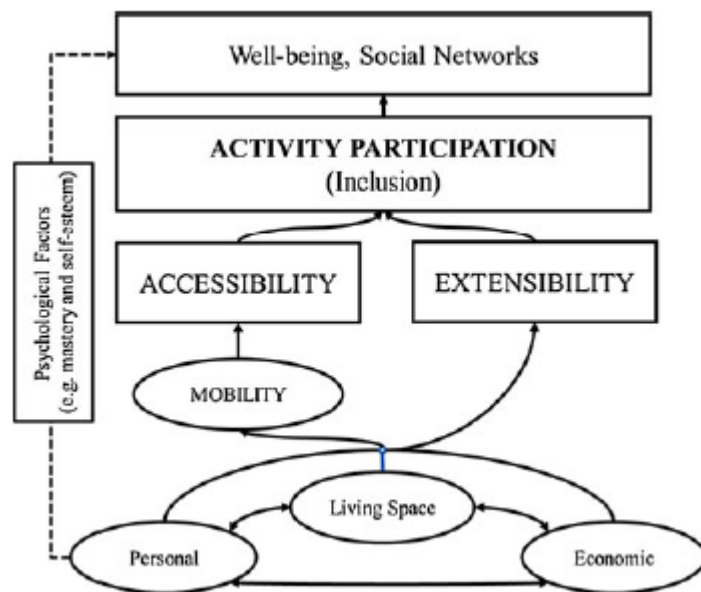 Well-being, Social Networks
ACTIVITY PARTICIPATION
(Inclusion)
Psychological Factors
(e.g. mastery and self-esteem)
ACCESSIBILITY
EXTENSIBILITY
MOBILITY
Living Space
Personal
Economic